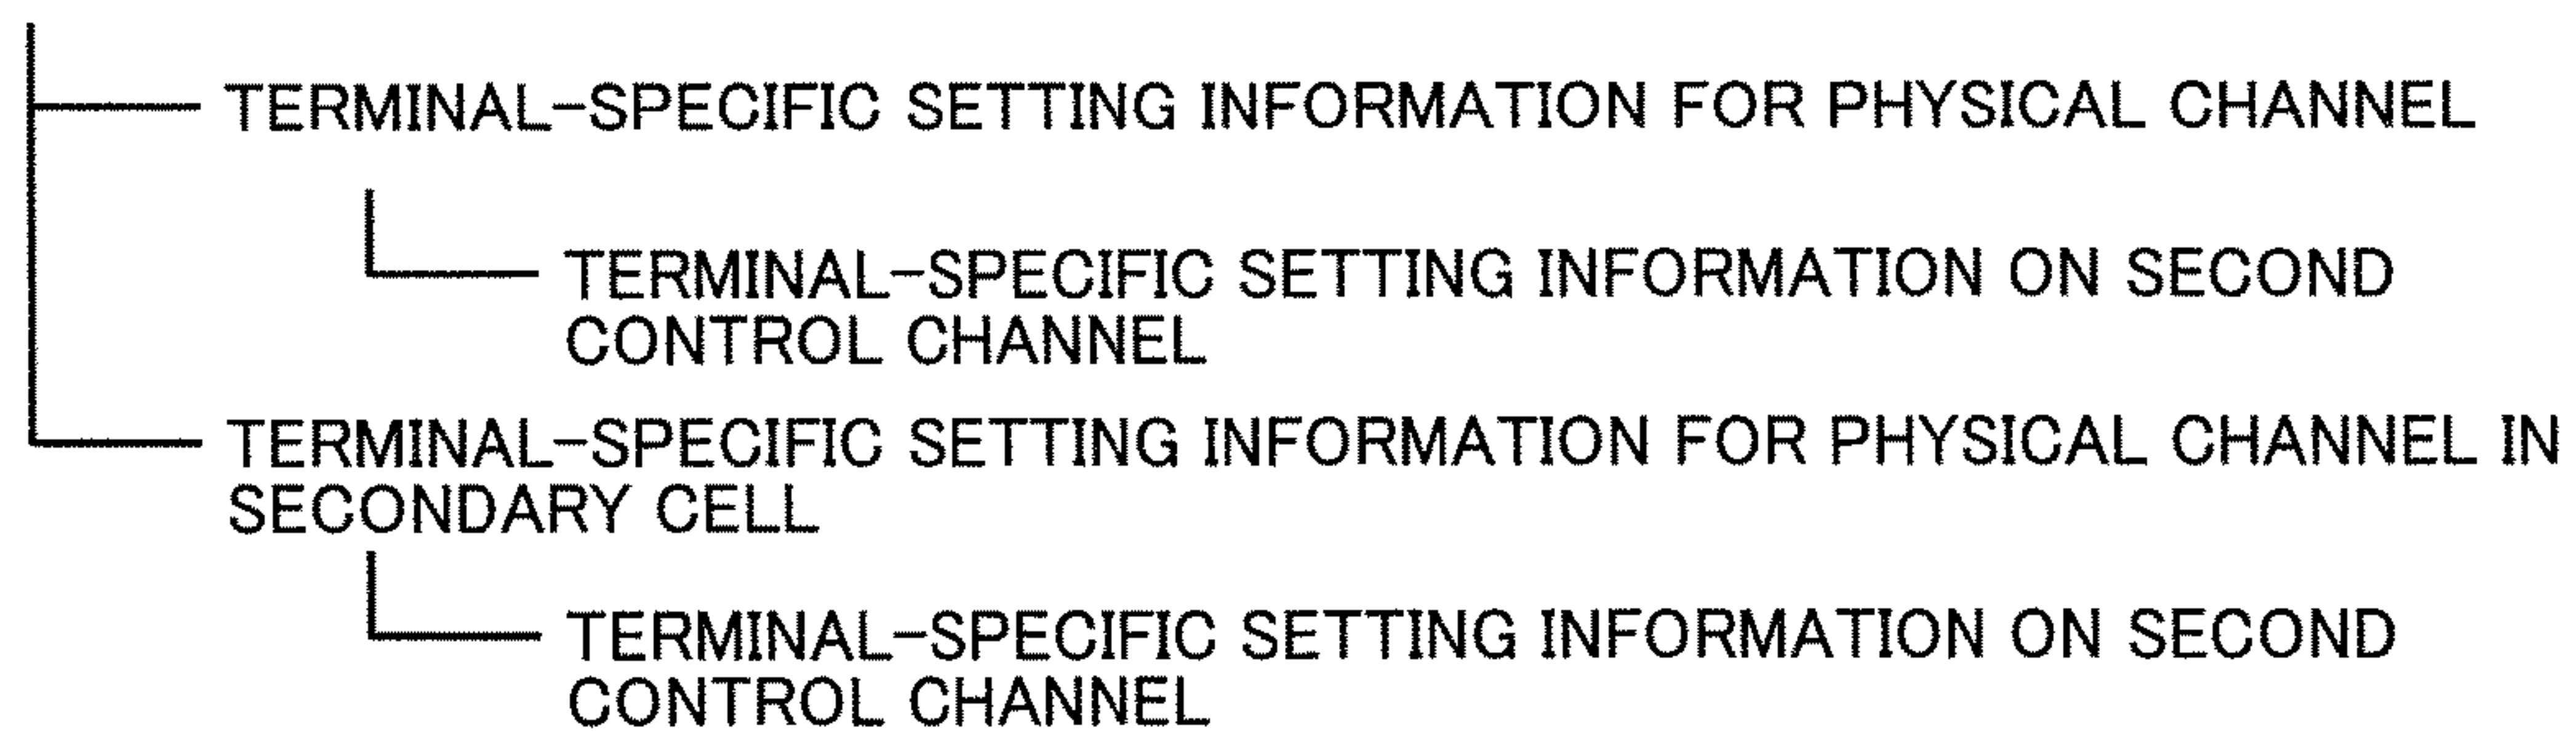 TERMINAL-SPECIFIC SETTING INFORMATION FOR PHYSICAL CHANNEL
TERMINAL-SPECIFIC SETTING INFORMATION ON SECOND
CONTROL CHANNEL
TERMINAL-SPECIFIC SETTING INFORMATION FOR PHYSICAL CHANNEL IN
SECONDARY CELL
TERMINAL-SPECIFIC SETTING INFORMATION ON SECOND
CONTROL CHANNEL